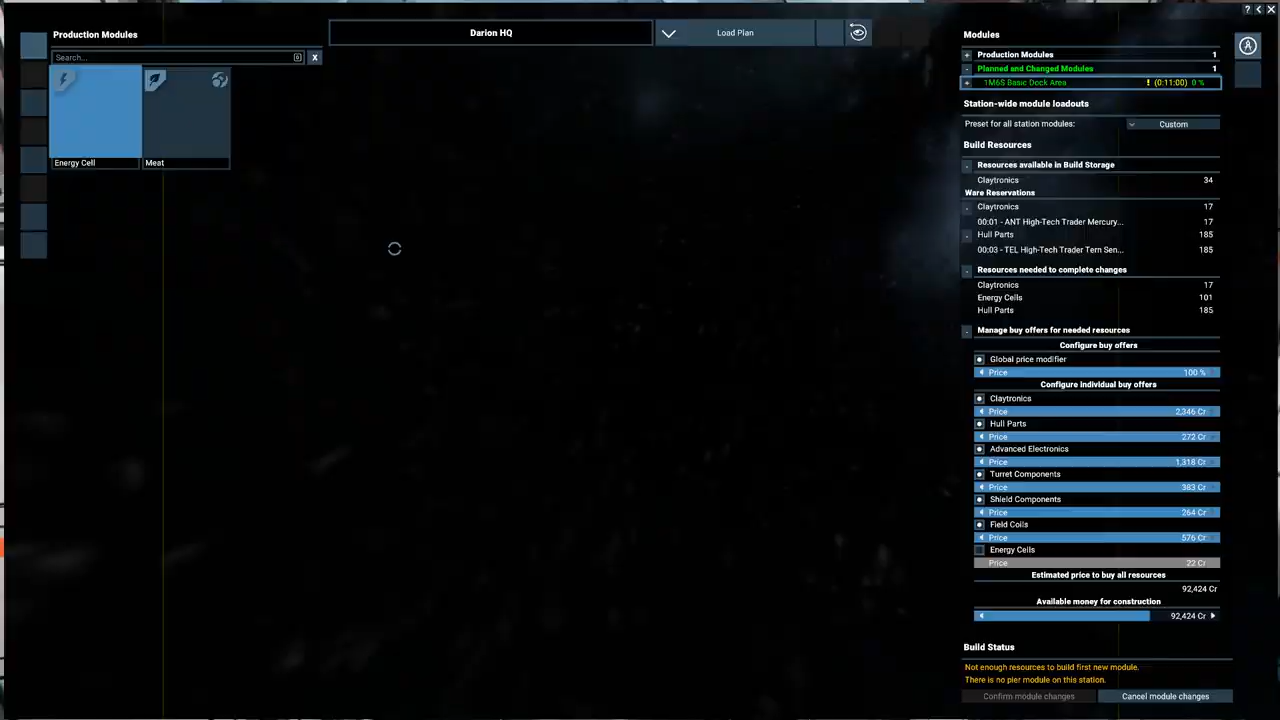 Production Modules
Search...
x
Energy Cell
Meat
Darion HQ
Load Plan
? < X
Modules
+ Production Modules 1
- Planned and Changed Modules 1
+ 1M6S Basic Dock Area ! (0:11:00) 0 %
Station-wide module loadouts
Preset for all station modules: Custom
Build Resources
- Resources available in Build Storage
Claytronics 34
Ware Reservations
- Claytronics 17
00:01 - ANT High-Tech Trader Mercury... 17
- Hull Parts 185
00:03 - TEL High-Tech Trader Tern Sen... 185
- Resources needed to complete changes
Claytronics 17
Energy Cells 101
Hull Parts 185
- Manage buy offers for needed resources
Configure buy offers
Global price modifier
Price 100 %
Configure individual buy offers
Claytronics
Price 2,346 Cr
Hull Parts
Price 272 Cr
Advanced Electronics
Price 1,318 Cr
Turret Components
Price 383 Cr
Shield Components
Price 264 Cr
Field Coils
Price 576 Cr
Energy Cells
Price 22 Cr
Estimated price to buy all resources
92,424 Cr
Available money for construction
92,424 Cr
Build Status
Not enough resources to build first new module.
There is no pier module on this station.
Confirm module changes
Cancel module changes